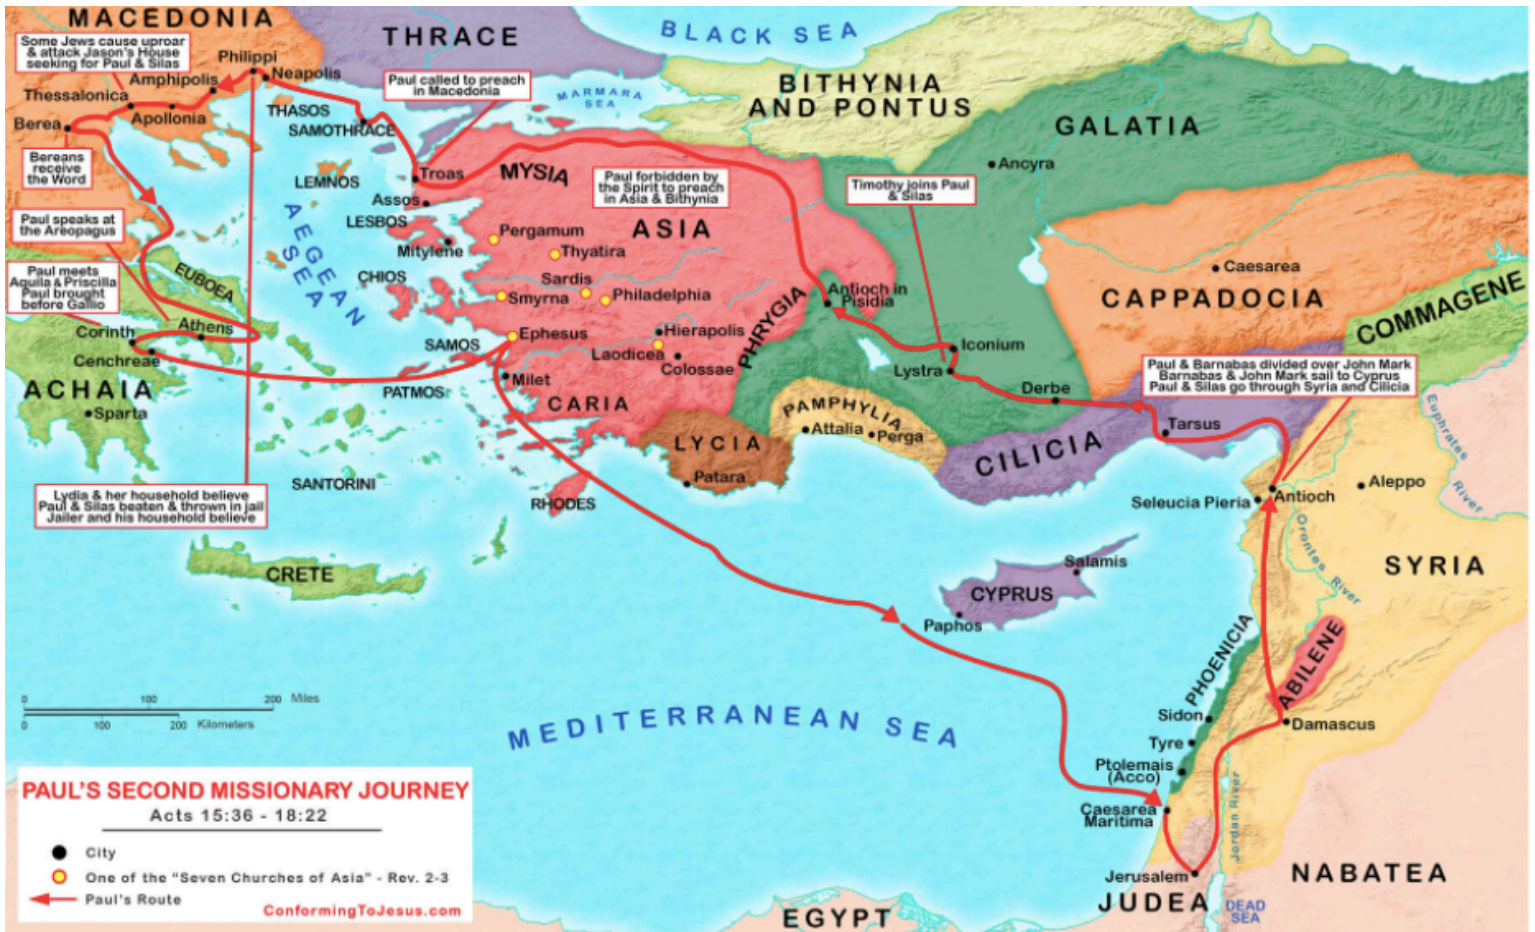 MACEDONIA
THRACE
BLACK SEA
BITHYNIA
AND PONTUS
GALATIA
MARMARA
SEA
Some Jews cause uproar
& attack Jason's House
seeking for Paul & Silas
Philippi
Neapolis
Amphipolis
Thessalonica
Apollonia
Berea
THASOS
SAMOTHRACE
Paul called to preach
in Macedonia
Bereans
receive
the Word
LEMNOS
Troas
Assos
MYSIA
Paul forbidden by
the Spirit to preach
in Asia & Bithynia
Timothy joins Paul
& Silas
Ancyra
Paul speaks at
the Areopagus
AEGEAN
SEA
LESBOS
Mitylene
Pergamum
Thyatira
ASIA
Caesarea
CAPPADOCIA
COMMAGENE
Paul meets
Aquila & Priscilla
Paul brought
before Gallio
EUBOEA
CHIOS
Sardis
Smyrna
Philadelphia
Antioch in
Pisidia
PHRYGIA
Corinth
Athens
Cenchreae
SAMOS
Ephesus
Hierapolis
Laodicea
Colossae
Iconium
Lystra
Derbe
Paul & Barnabas divided over John Mark
Barnabas & John Mark sail to Cyprus
Paul & Silas go through Syria and Cilicia
ACHAIA
Sparta
PATMOS
Milet
CARIA
PAMPHYLIA
Attalia
Perga
LYCIA
Patara
CILICIA
Tarsus
Euphrates
River
Lydia & her household believe
Paul & Silas beaten & thrown in jail
Jailer and his household believe
SANTORINI
RHODES
Seleucia Pieria
Antioch
Aleppo
Orontes River
SYRIA
CRETE
Salamis
CYPRUS
Paphos
PHOENICIA
ABILENE
0 100 200 Miles
0 100 200 Kilometers
MEDITERRANEAN SEA
Sidon
Damascus
Tyre
Ptolemais
(Acco)
Caesarea
Maritima
Jordan River
Jerusalem
JUDEA
DEAD
SEA
NABATEA
EGYPT
PAUL'S SECOND MISSIONARY JOURNEY
Acts 15:36 - 18:22
City
One of the "Seven Churches of Asia" - Rev. 2-3
Paul's Route
ConformingToJesus.com